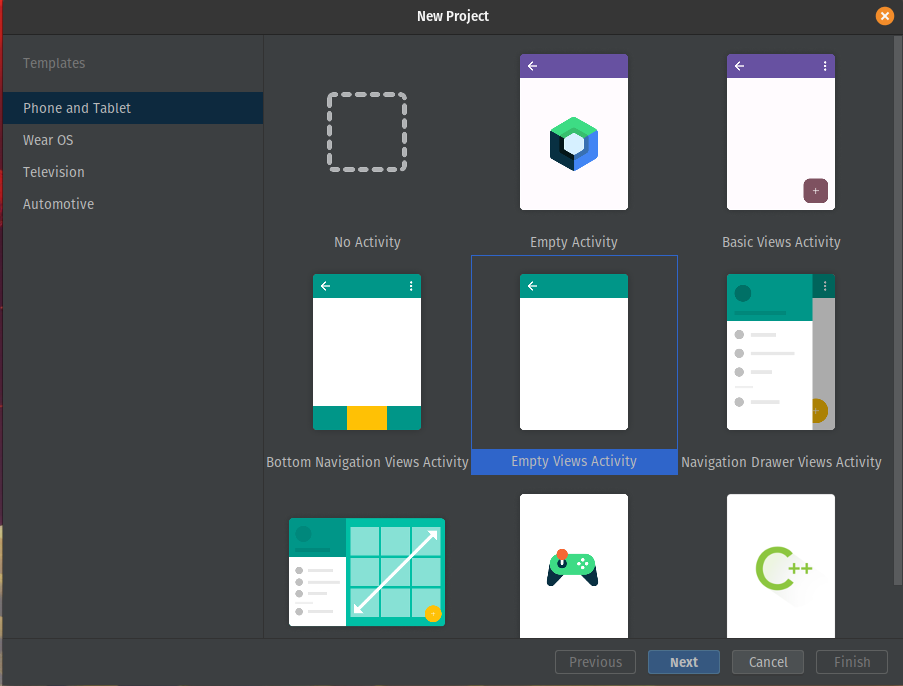 New Project
Templates
Phone and Tablet
Wear OS
Television
Automotive
No Activity
Empty Activity
Basic Views Activity
Bottom Navigation Views Activity
Empty Views Activity
Navigation Drawer Views Activity
C++
Previous
Next
Cancel
Finish